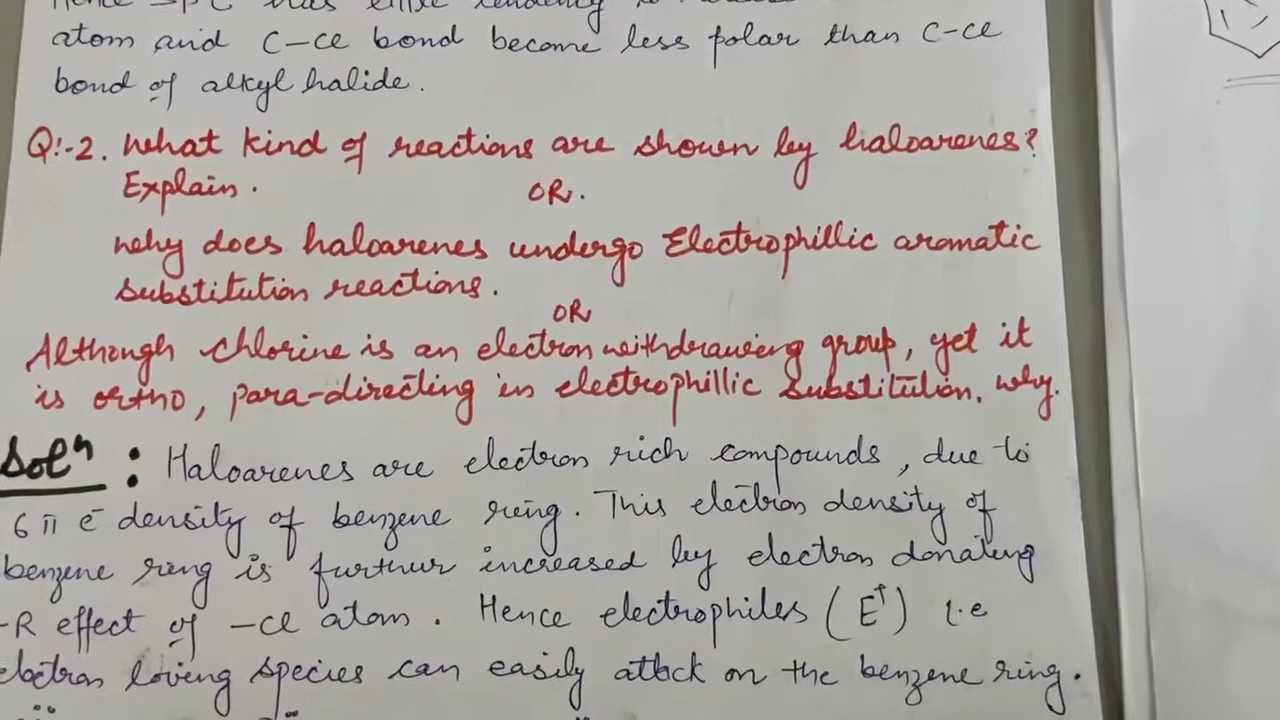 atom and C-Cl bond become less polar than C-Cl
bond of alkyl halide.
Q:-2. What kind of reactions are shown by haloarenes?
Explain.
OR.
why does haloarenes undergo Electrophillic aromatic
substitution reactions.
OR
Although chlorine is an electron withdrawing group, yet it
is ortho, para-directing in electrophillic substitution. why.
Solⁿ : Haloarenes are electron rich compounds, due to
6 π ē density of benzene ring. This electron density of
benzene ring is further increased by electron donating
-R effect of -Cl atom. Hence electrophiles (E⁺) i.e
electron loving species can easily attack on the benzene ring.